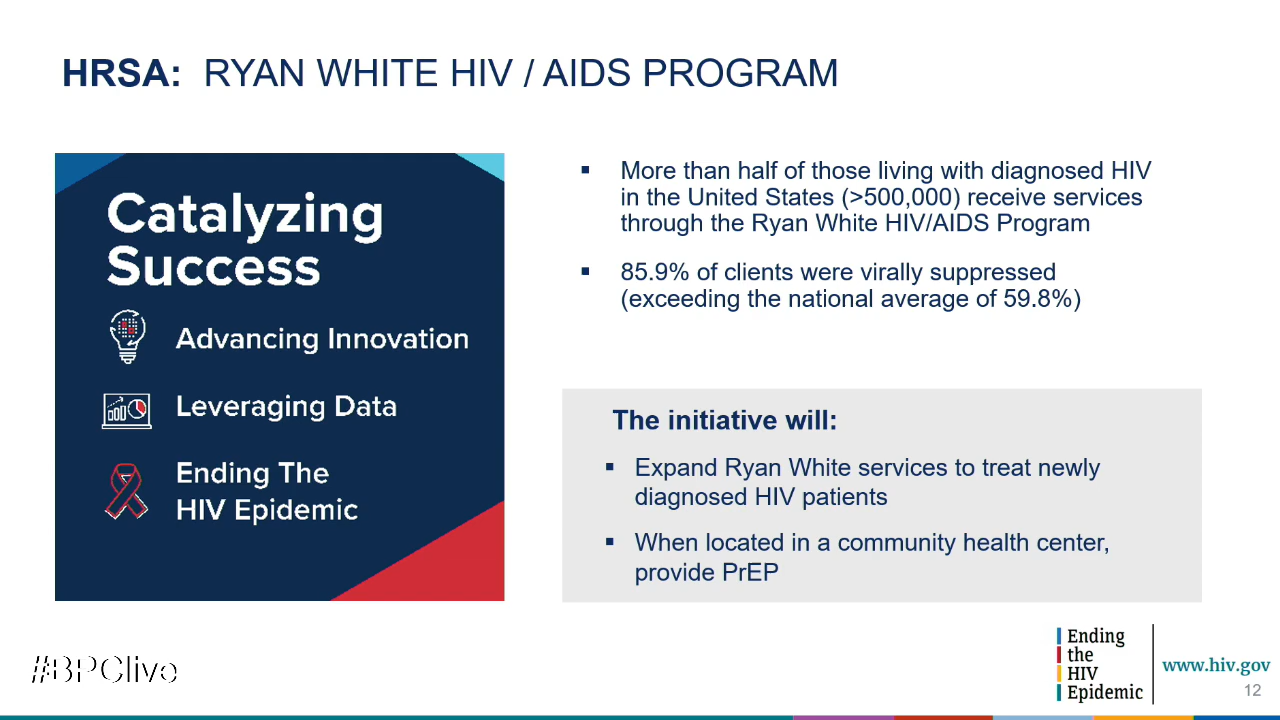 HRSA: RYAN WHITE HIV / AIDS PROGRAM
Catalyzing
Success
Advancing Innovation
Leveraging Data
Ending The
HIV Epidemic
▪ More than half of those living with diagnosed HIV
in the United States (>500,000) receive services
through the Ryan White HIV/AIDS Program
▪ 85.9% of clients were virally suppressed
(exceeding the national average of 59.8%)
The initiative will:
▪ Expand Ryan White services to treat newly
diagnosed HIV patients
▪ When located in a community health center,
provide PrEP
#BPClive
Ending
the
HIV
Epidemic
www.hiv.gov
12